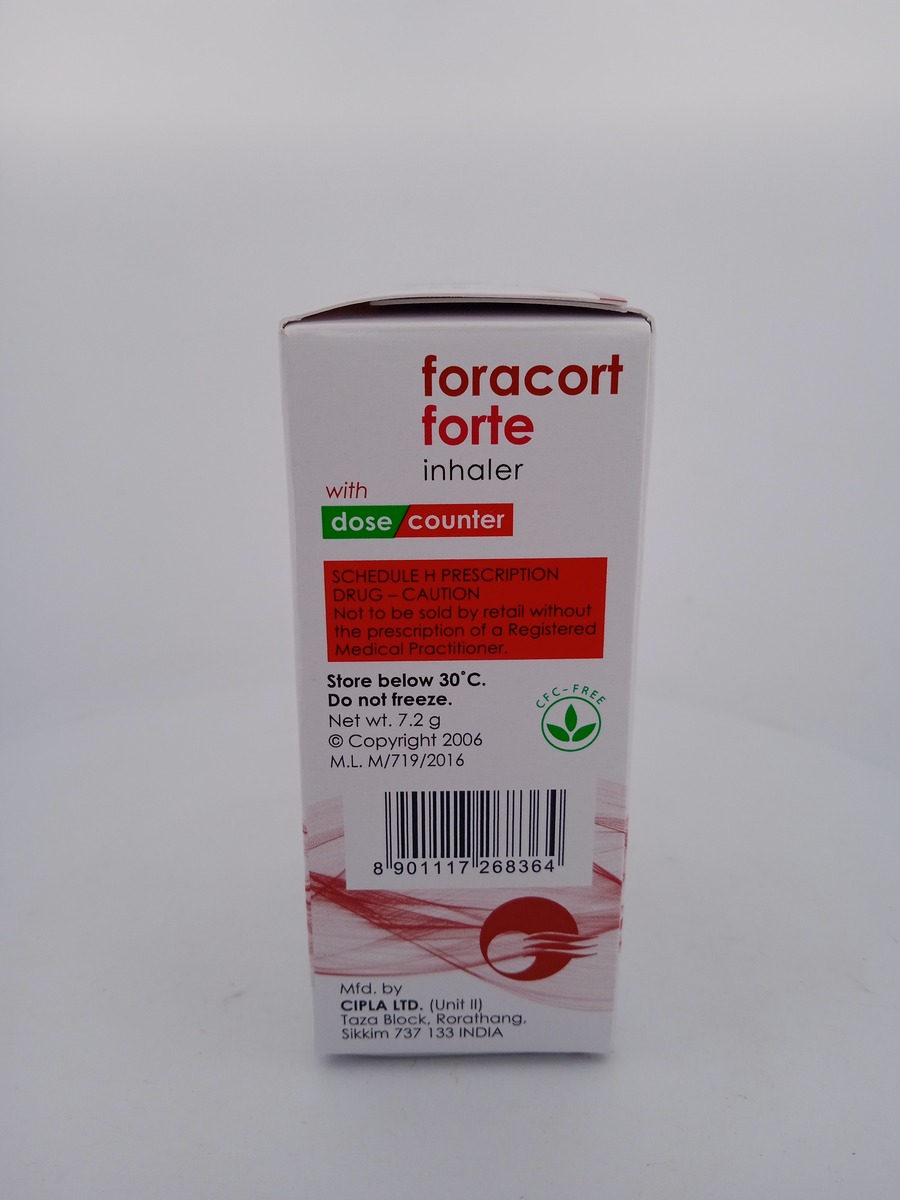 foracort
forte
inhaler
with
dose counter
SCHEDULE H PRESCRIPTION
DRUG – CAUTION
Not to be sold by retail without
the prescription of a Registered
Medical Practitioner.
Store below 30˚C.
Do not freeze.
Net wt. 7.2 g
© Copyright 2006
M.L. M/719/2016
CFC-FREE
8 901117 268364
Mfd. by
CIPLA LTD. (Unit II)
Taza Block, Rorathang,
Sikkim 737 133 INDIA